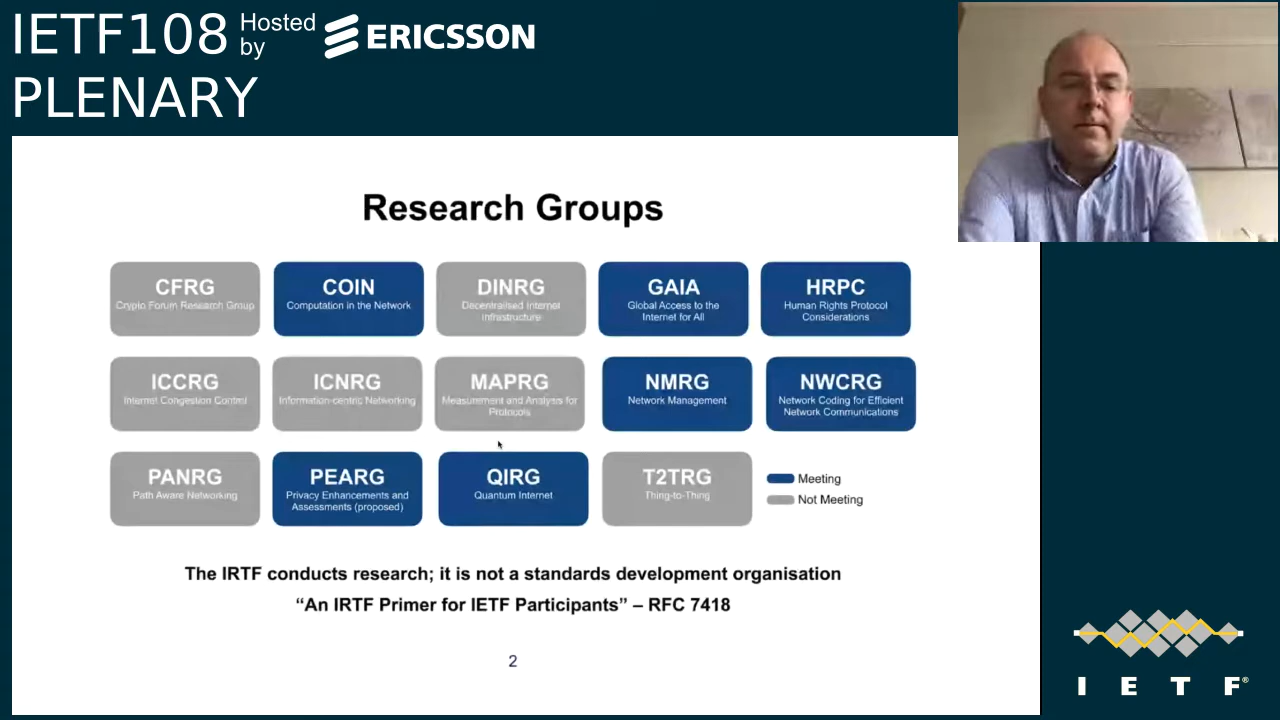 IETF108 Hosted by ERICSSON
PLENARY
Research Groups
CFRG
Crypto Forum Research Group
COIN
Computation in the Network
DINRG
Decentralised Internet
Infrastructure
GAIA
Global Access to the
Internet for All
HRPC
Human Rights Protocol
Considerations
ICCRG
Internet Congestion Control
ICNRG
Information-centric Networking
MAPRG
Measurement and Analysis for
Protocols
NMRG
Network Management
NWCRG
Network Coding for Efficient
Network Communications
PANRG
Path Aware Networking
PEARG
Privacy Enhancements and
Assessments (proposed)
QIRG
Quantum Internet
T2TRG
Thing-to-Thing
Meeting
Not Meeting
The IRTF conducts research; it is not a standards development organisation
“An IRTF Primer for IETF Participants” – RFC 7418
2
I E T F®